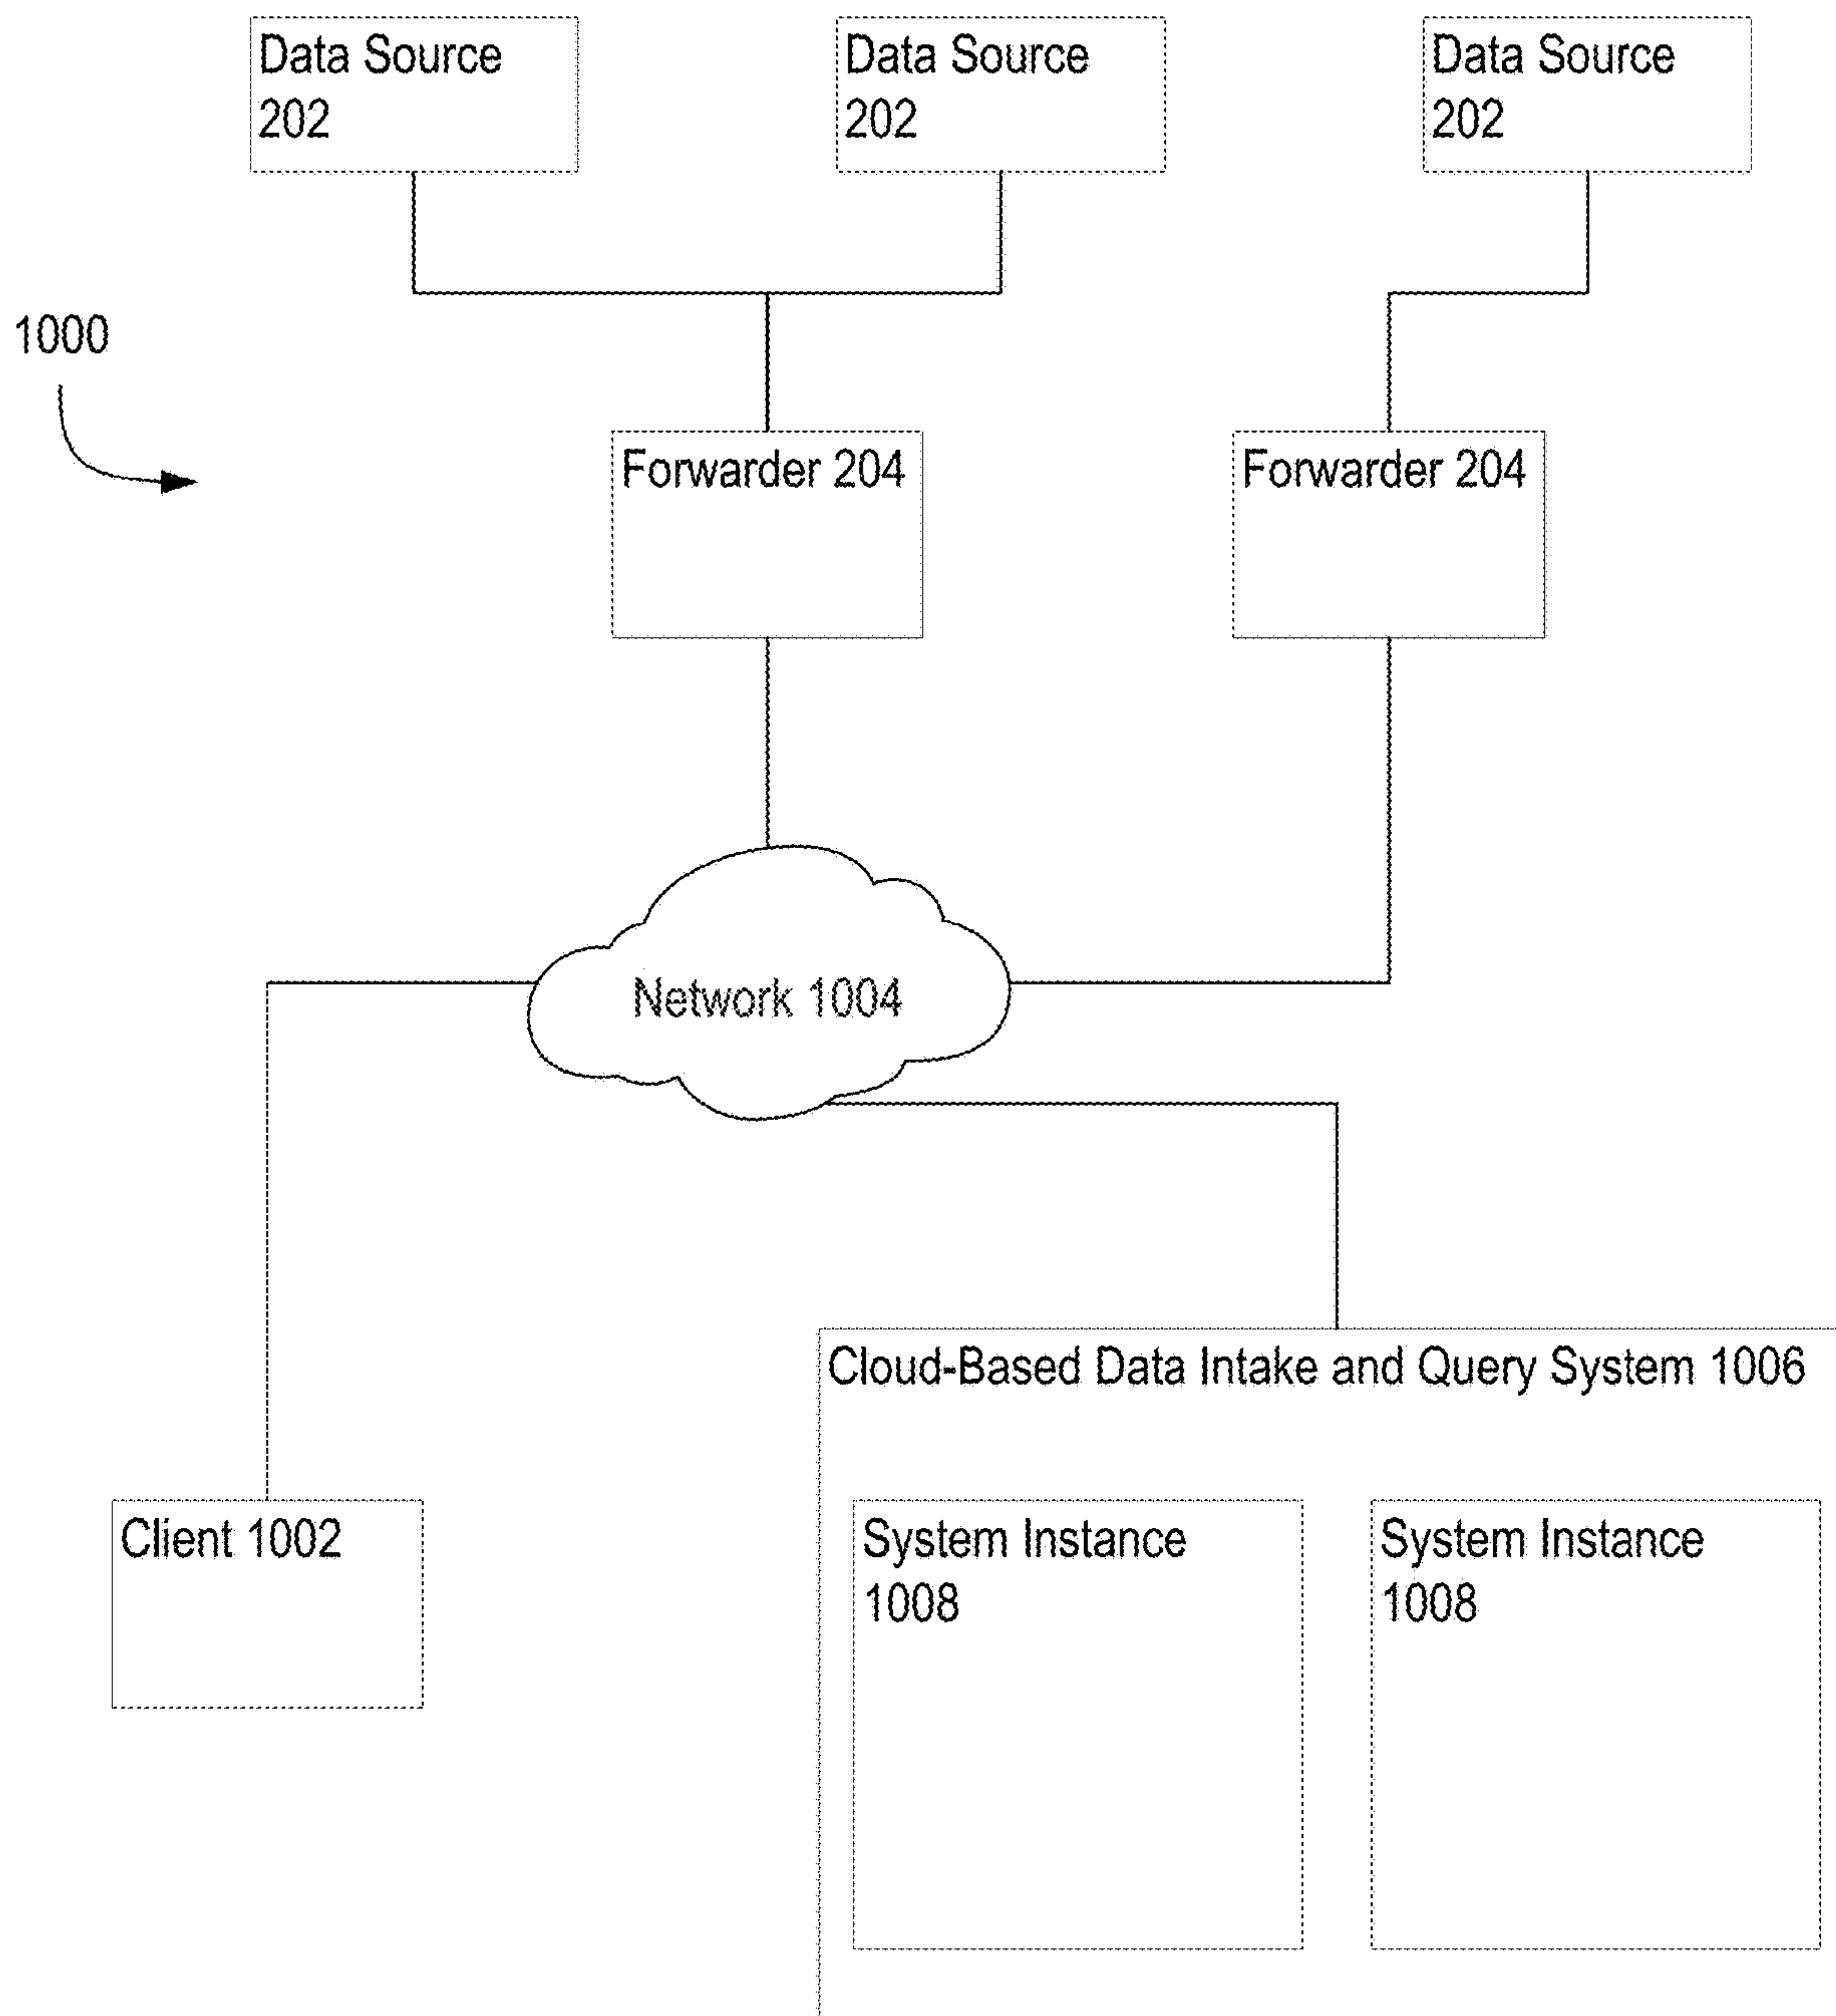 Data Source
202
Data Source
202
Data Source
202
1000
Forwarder 204
Forwarder 204
Network 1004
Cloud-Based Data Intake and Query System 1006
Client 1002
System Instance
1008
System Instance
1008